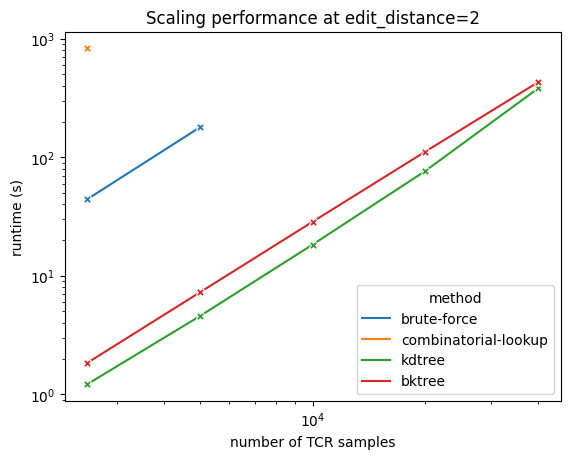 Scaling performance at edit_distance=2
runtime (s)
10³
10²
10¹
10⁰
method
brute-force
combinatorial-lookup
kdtree
bktree
10⁴
number of TCR samples